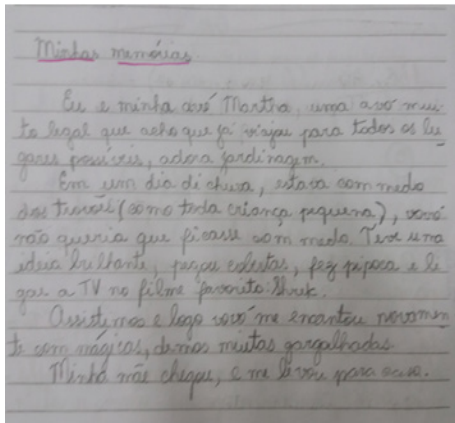 Minhas memórias.
Eu e minha avó Martha, uma avó mui-
to legal que acho que já viajou para todos os lu-
gares possíveis, adora jardinagem.
Em um dia di chuva, estava com medo
dos trovões (como toda criança pequena), vovó
não queria que ficasse com medo. Teve uma
ideia brilhante, pegou cobertas, fez pipoca e li
gou a TV no filme favorito: Shrek.
Assistimos e logo vovó me encantou novamen-
te com mágicas, demos muitas gargalhadas.
Minha mãe chegou, e me levou para casa.